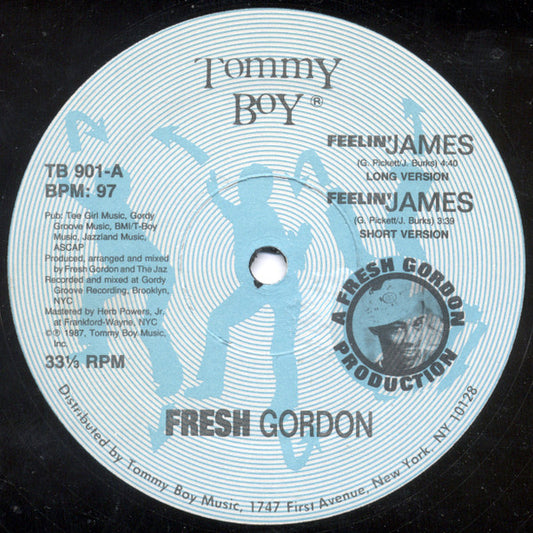 Tommy
Boy®
TB 901-A
BPM: 97
Pub: Tee Girl Music, Gordy
Groove Music, BMI/T-Boy
Music, Jazzland Music,
ASCAP
Produced, arranged and mixed
by Fresh Gordon and The Jaz
Recorded and mixed at Gordy
Groove Recording, Brooklyn,
NYC
Mastered by Herb Powers, Jr.
at Frankford-Wayne, NYC
©℗ 1987, Tommy Boy Music,
Inc.
33⅓ RPM
FEELIN' JAMES
(G. Pickett/J. Burks) 4:40
LONG VERSION
FEELIN' JAMES
(G. Pickett/J. Burks) 3:39
SHORT VERSION
A FRESH GORDON
PRODUCTION
FRESH GORDON
Distributed by Tommy Boy Music, 1747 First Avenue, New York, NY 10128